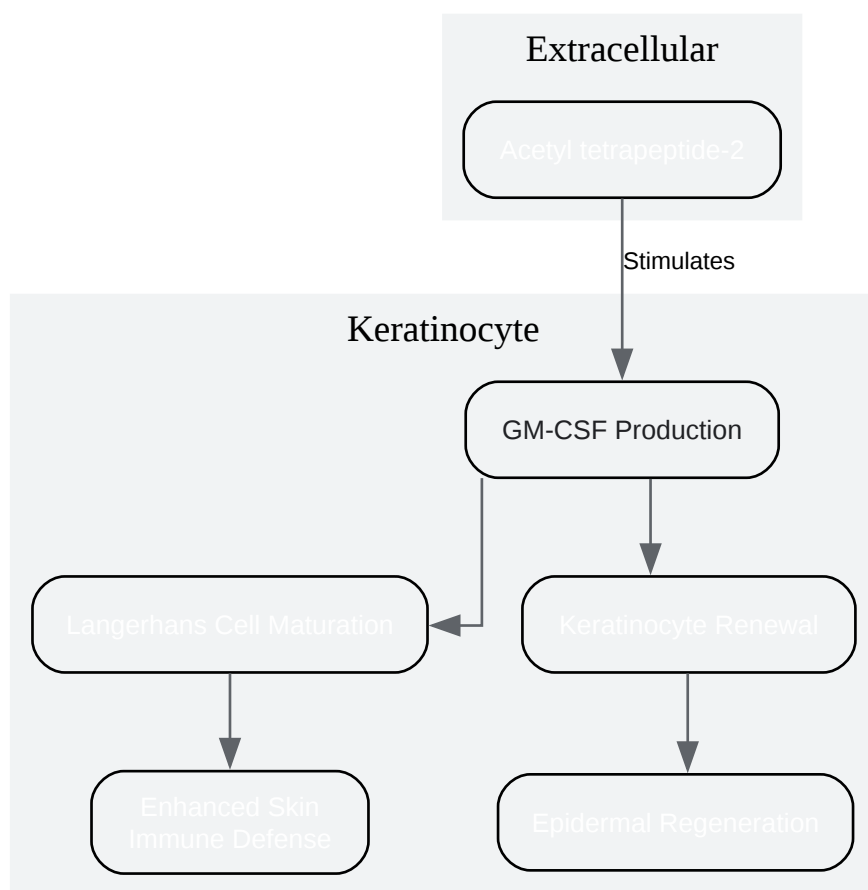 Extracellular
Acetyl tetrapeptide-2
Stimulates
Keratinocyte
GM-CSF Production
Langerhans Cell Maturation
Keratinocyte Renewal
Enhanced Skin
Immune Defense
Epidermal Regeneration